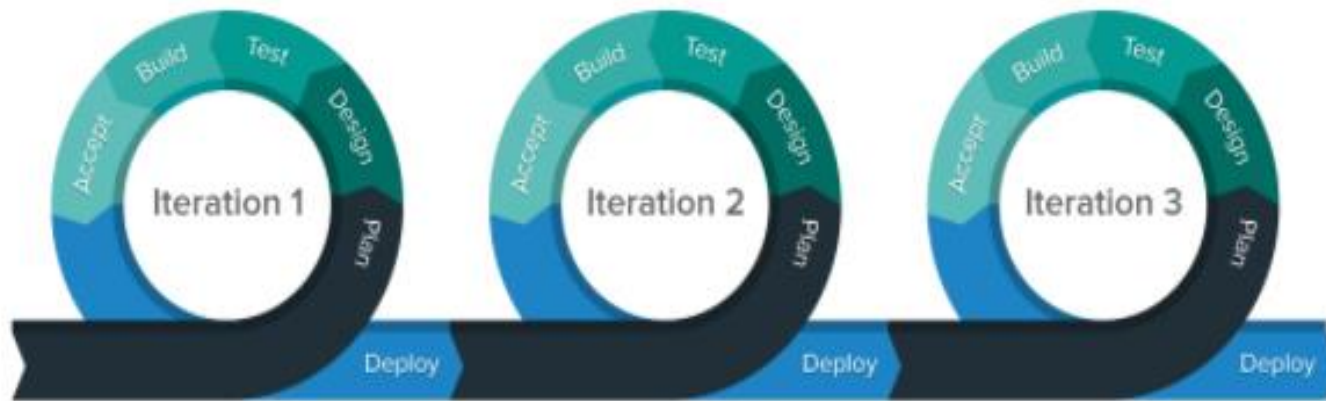 Plan
Design
Test
Build
Accept
Iteration 1
Deploy
Plan
Design
Test
Build
Accept
Iteration 2
Deploy
Plan
Design
Test
Build
Accept
Iteration 3
Deploy